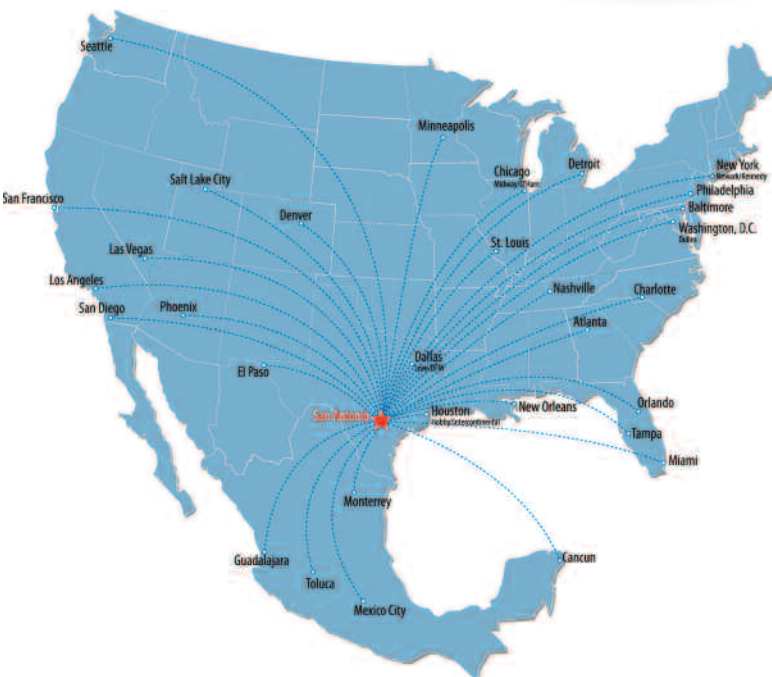 Seattle
Minneapolis
Chicago
Midway/O'Hare
Detroit
New York
Newark/Kennedy
Philadelphia
Baltimore
Washington, D.C.
Dulles
Salt Lake City
San Francisco
Denver
St. Louis
Las Vegas
Los Angeles
San Diego
Phoenix
Nashville
Charlotte
Atlanta
Dallas
Love/DFW
El Paso
San Antonio
Houston
Hobby/Intercontinental
New Orleans
Orlando
Tampa
Miami
Monterrey
Guadalajara
Toluca
Mexico City
Cancun